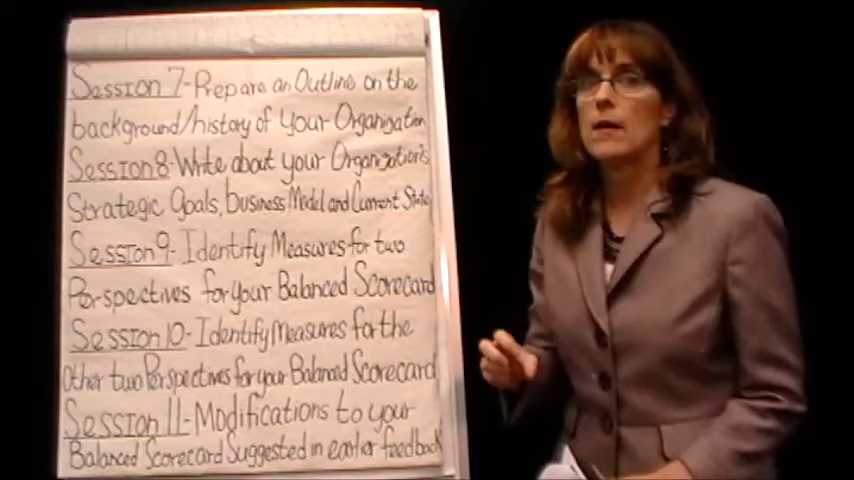 Session 7-Prepare an Outline on the
background/history of your Organization
Session 8-Write about your Organization's
Strategic Goals, business Model and Current State
Session 9- Identify Measures for two
Perspectives for your Balanced Scorecard
Session 10-Identify Measures for the
Other two Perspectives for your Balanced Scorecard
Session 11-Modifications to your
Balanced Scorecard Suggested in earlier feedback